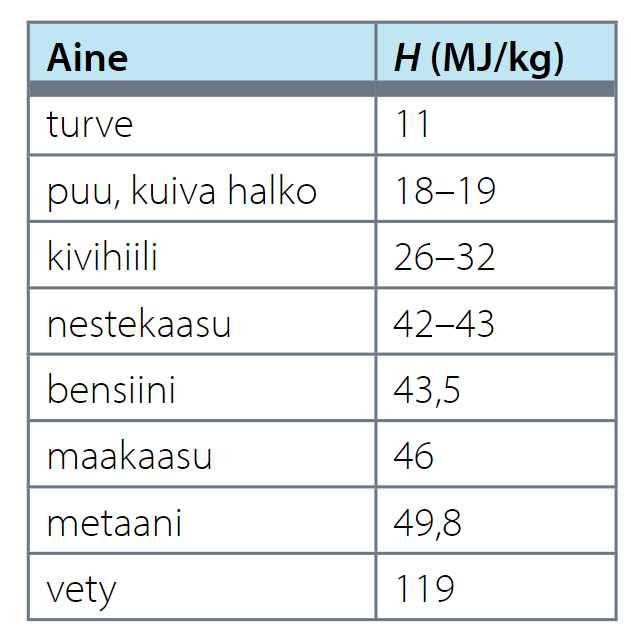 Aine H (MJ/kg)
turve 11
puu, kuiva halko 18–19
kivihiili 26–32
nestekaasu 42–43
bensiini 43,5
maakaasu 46
metaani 49,8
vety 119